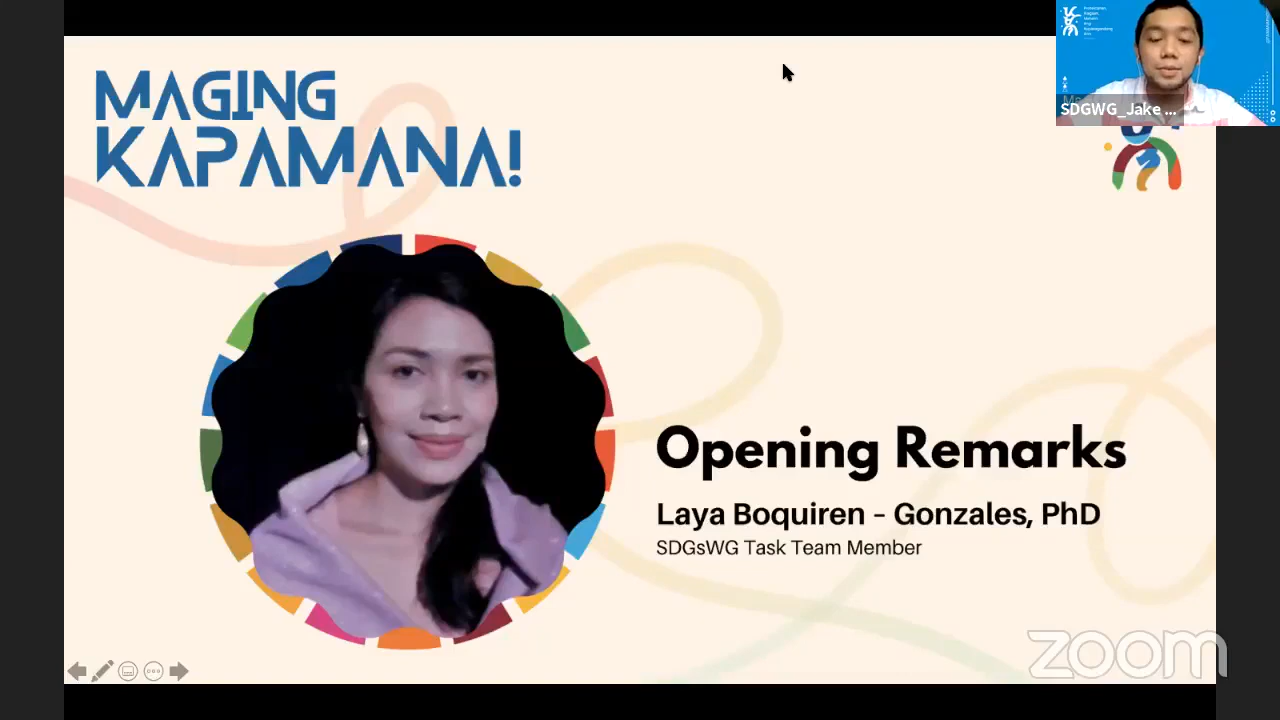 MAGING
KAPAMANA!
SDGWG_Jake ...
Opening Remarks
Laya Boquiren – Gonzales, PhD
SDGsWG Task Team Member
zoom